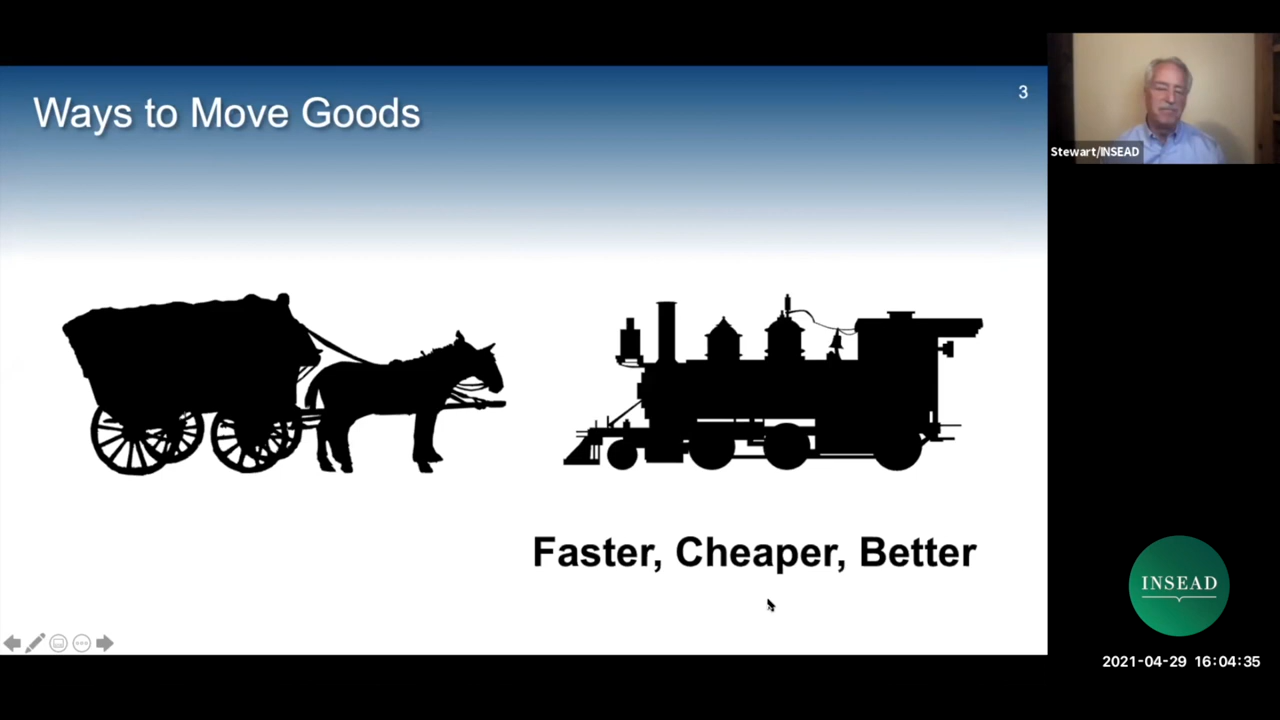 Ways to Move Goods
3
Stewart/INSEAD
Faster, Cheaper, Better
INSEAD
2021-04-29 16:04:35